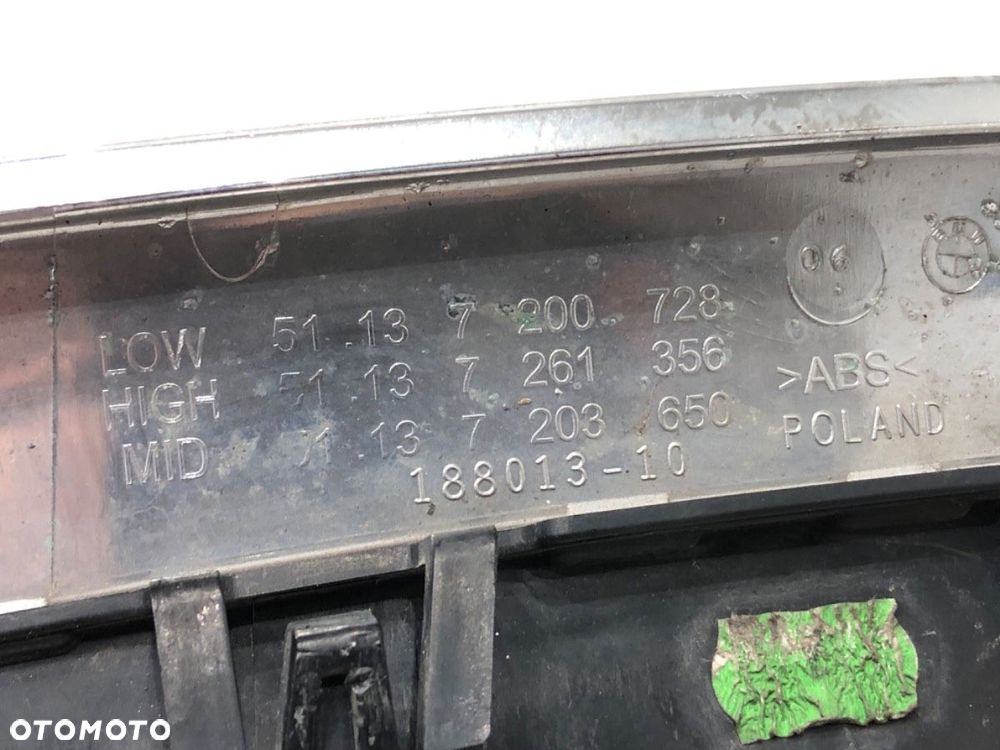 06
BMW
LOW 51.13 7 200 728
HIGH 51.13 7 261 356
MID 51.13 7 203 650
188013-10
>ABS<
POLAND
OTOMOTO